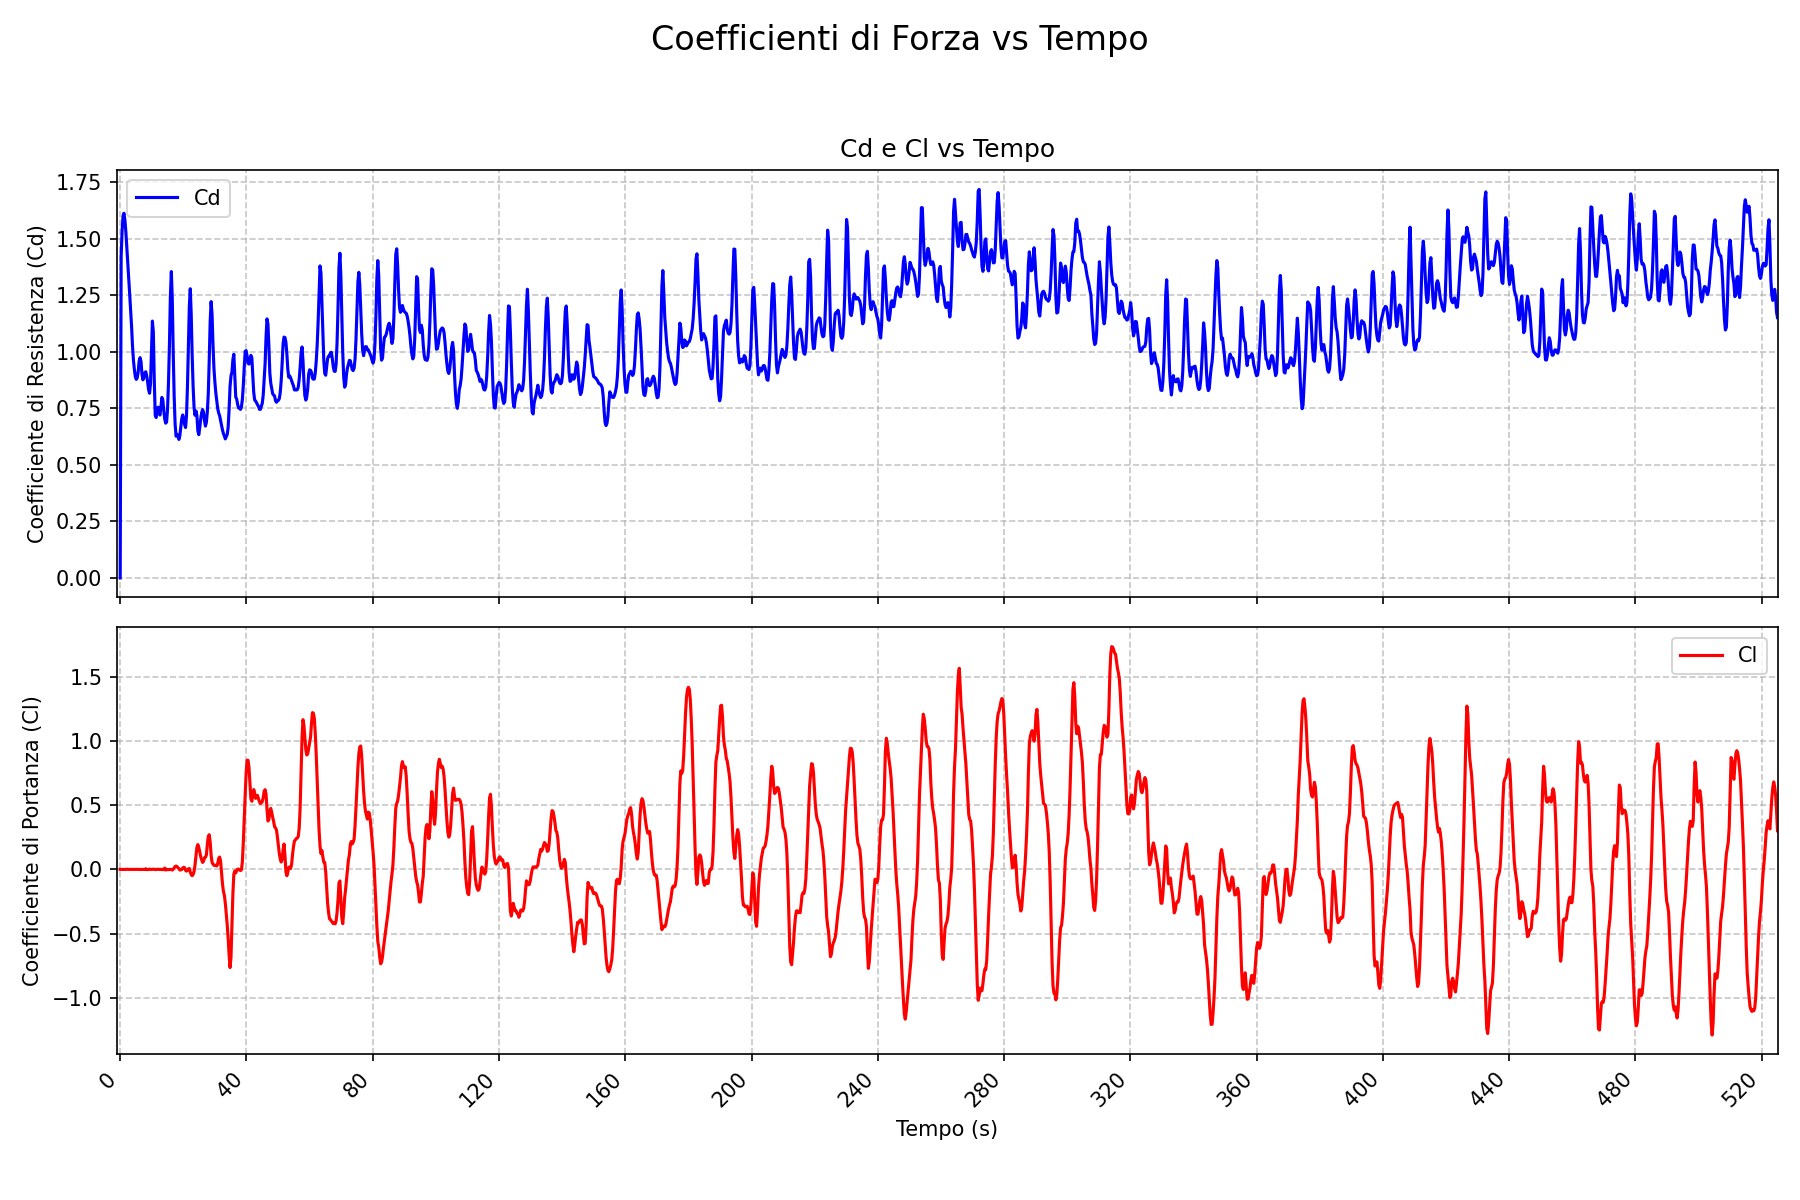 Coefficienti di Forza vs Tempo
Cd e Cl vs Tempo
Coefficiente di Resistenza (Cd)
1.75
1.50
1.25
1.00
0.75
0.50
0.25
0.00
Cd
Coefficiente di Portanza (Cl)
1.5
1.0
0.5
0.0
−0.5
−1.0
Cl
0 40 80 120 160 200 240 280 320 360 400 440 480 520
Tempo (s)